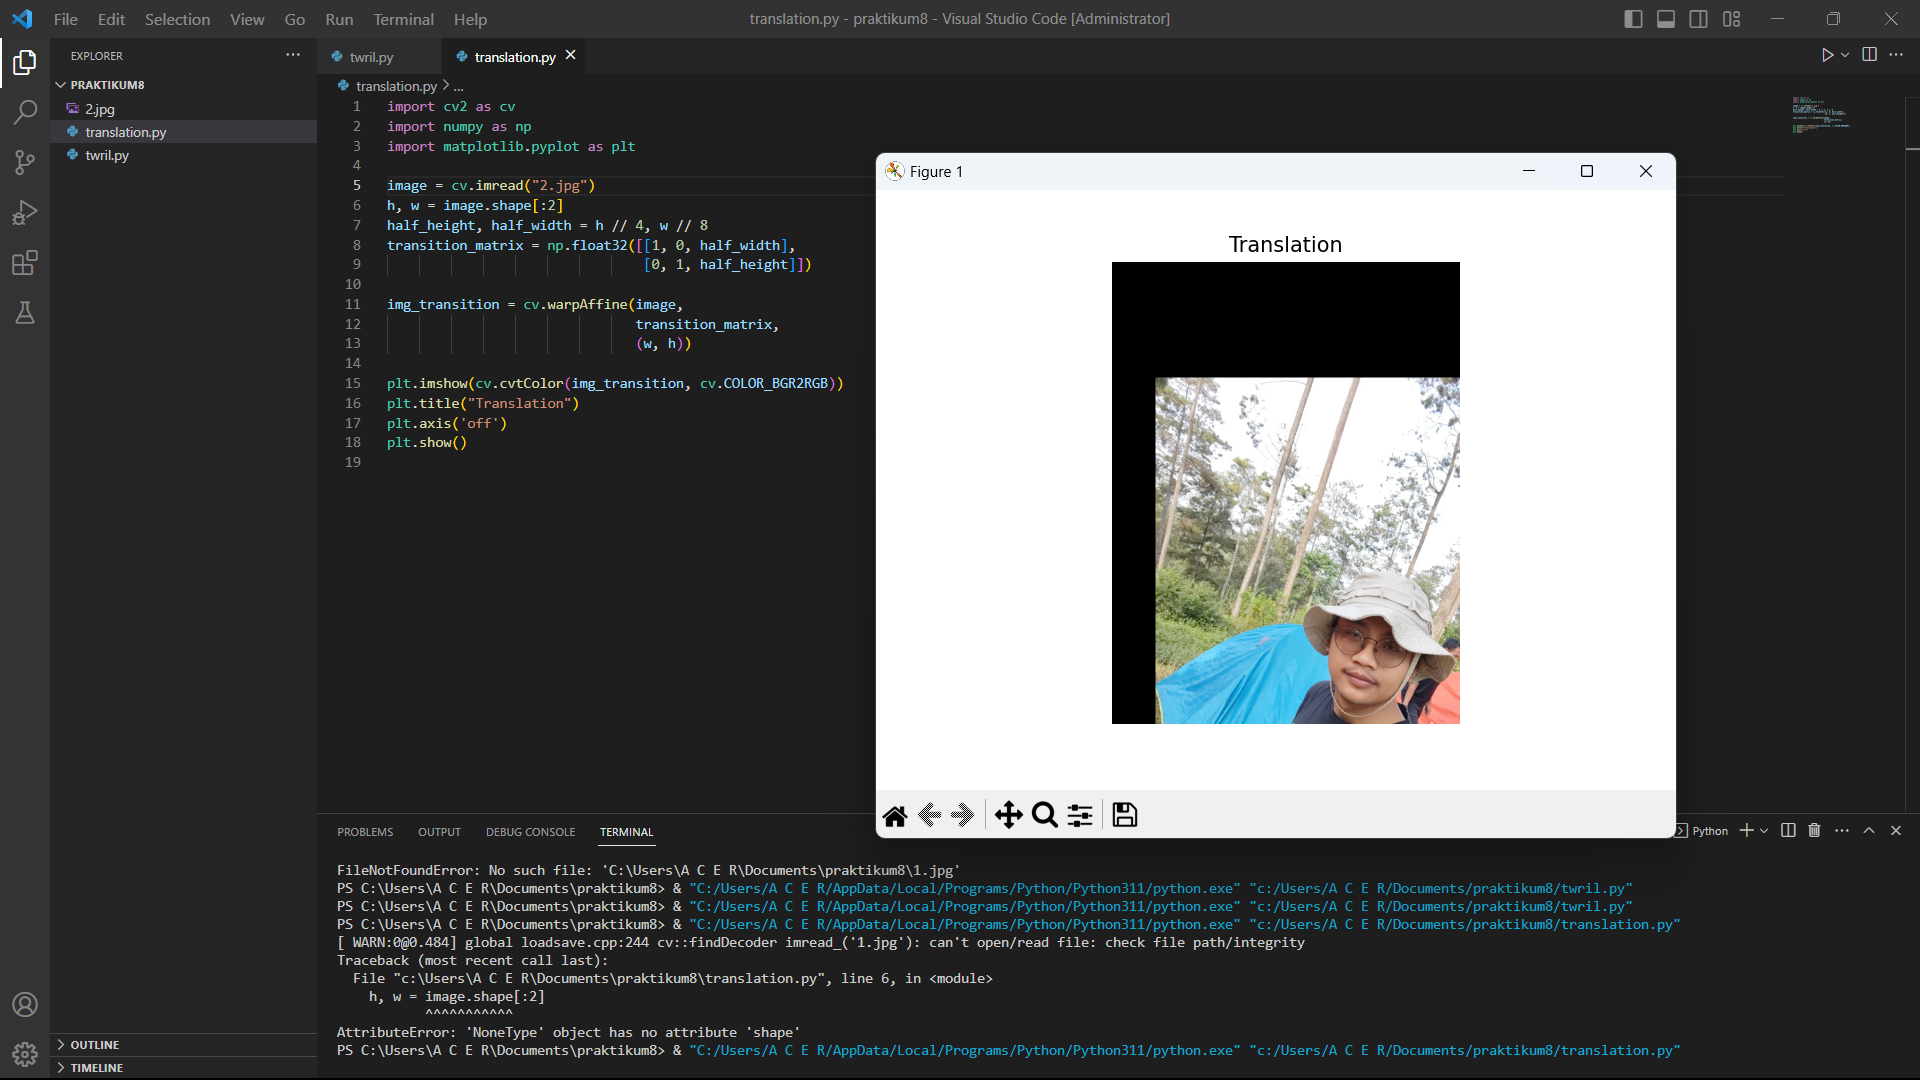 File Edit Selection View Go Run Terminal Help
translation.py - praktikum8 - Visual Studio Code [Administrator]
EXPLORER
PRAKTIKUM8
2.jpg
translation.py
twril.py
OUTLINE
TIMELINE
twril.py
translation.py
translation.py > ...
1 import cv2 as cv
2 import numpy as np
3 import matplotlib.pyplot as plt
4
5 image = cv.imread("2.jpg")
6 h, w = image.shape[:2]
7 half_height, half_width = h // 4, w // 8
8 transition_matrix = np.float32([[1, 0, half_width],
9 [0, 1, half_height]])
10
11 img_transition = cv.warpAffine(image,
12 transition_matrix,
13 (w, h))
14
15 plt.imshow(cv.cvtColor(img_transition, cv.COLOR_BGR2RGB))
16 plt.title("Translation")
17 plt.axis('off')
18 plt.show()
19
Figure 1
Translation
PROBLEMS OUTPUT DEBUG CONSOLE TERMINAL
Python
FileNotFoundError: No such file: 'C:\Users\A C E R\Documents\praktikum8\1.jpg'
PS C:\Users\A C E R\Documents\praktikum8> & "C:/Users/A C E R/AppData/Local/Programs/Python/Python311/python.exe" "c:/Users/A C E R/Documents/praktikum8/twril.py"
PS C:\Users\A C E R\Documents\praktikum8> & "C:/Users/A C E R/AppData/Local/Programs/Python/Python311/python.exe" "c:/Users/A C E R/Documents/praktikum8/twril.py"
PS C:\Users\A C E R\Documents\praktikum8> & "C:/Users/A C E R/AppData/Local/Programs/Python/Python311/python.exe" "c:/Users/A C E R/Documents/praktikum8/translation.py"
[ WARN:0@0.484] global loadsave.cpp:244 cv::findDecoder imread_('1.jpg'): can't open/read file: check file path/integrity
Traceback (most recent call last):
File "c:\Users\A C E R\Documents\praktikum8\translation.py", line 6, in <module>
h, w = image.shape[:2]
^^^^^^^^^^^
AttributeError: 'NoneType' object has no attribute 'shape'
PS C:\Users\A C E R\Documents\praktikum8> & "C:/Users/A C E R/AppData/Local/Programs/Python/Python311/python.exe" "c:/Users/A C E R/Documents/praktikum8/translation.py"